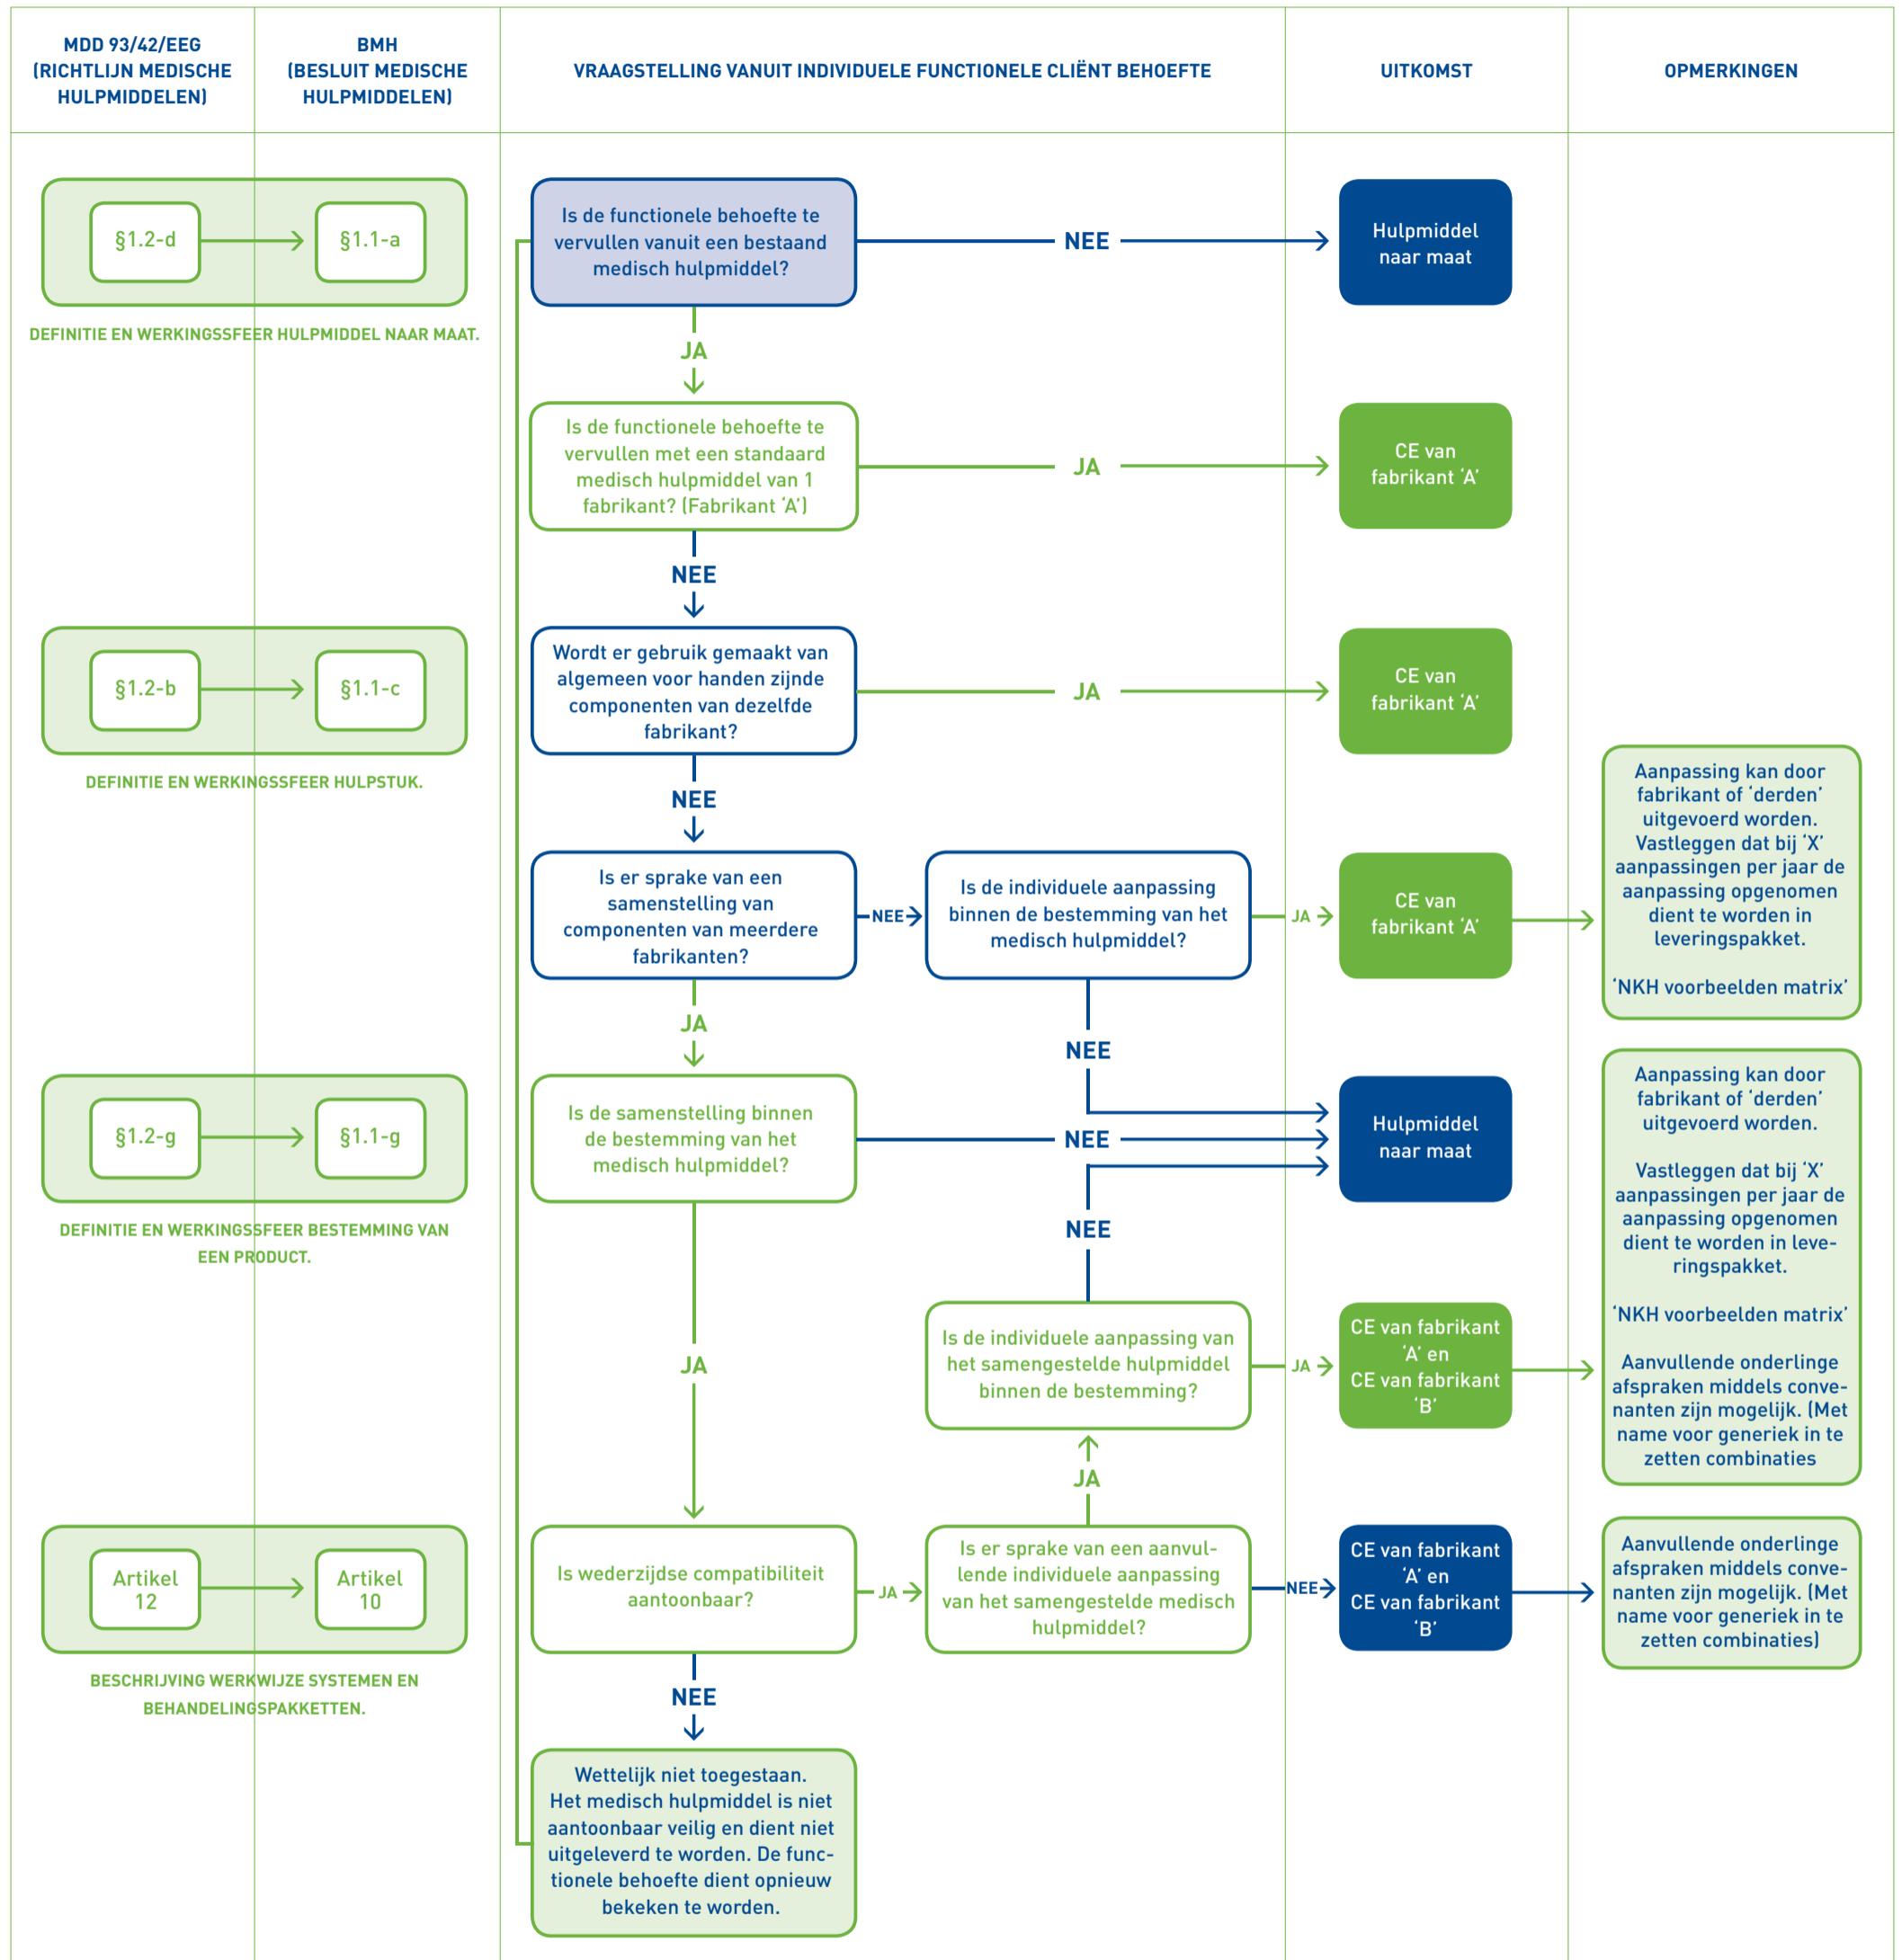 MDD 93/42/EEG
(RICHTLIJN MEDISCHE
HULPMIDDELEN)
BMH
(BESLUIT MEDISCHE
HULPMIDDELEN)
VRAAGSTELLING VANUIT INDIVIDUELE FUNCTIONELE CLIËNT BEHOEFTE
UITKOMST
OPMERKINGEN
§1.2-d
§1.1-a
DEFINITIE EN WERKINGSSFEER HULPMIDDEL NAAR MAAT.
Is de functionele behoefte te
vervullen vanuit een bestaand
medisch hulpmiddel?
NEE
Hulpmiddel
naar maat
JA
Is de functionele behoefte te
vervullen met een standaard
medisch hulpmiddel van 1
fabrikant? (Fabrikant ‘A’)
JA
CE van
fabrikant ‘A’
NEE
§1.2-b
§1.1-c
DEFINITIE EN WERKINGSSFEER HULPSTUK.
Wordt er gebruik gemaakt van
algemeen voor handen zijnde
componenten van dezelfde
fabrikant?
JA
CE van
fabrikant ‘A’
NEE
Is er sprake van een
samenstelling van
componenten van meerdere
fabrikanten?
NEE
Is de individuele aanpassing
binnen de bestemming van het
medisch hulpmiddel?
JA
CE van
fabrikant ‘A’
Aanpassing kan door
fabrikant of ‘derden’
uitgevoerd worden.
Vastleggen dat bij ‘X’
aanpassingen per jaar de
aanpassing opgenomen
dient te worden in
leveringspakket.
‘NKH voorbeelden matrix’
JA
NEE
§1.2-g
§1.1-g
DEFINITIE EN WERKINGSSFEER BESTEMMING VAN
EEN PRODUCT.
Is de samenstelling binnen
de bestemming van het
medisch hulpmiddel?
NEE
Hulpmiddel
naar maat
NEE
JA
Is de individuele aanpassing van
het samengestelde hulpmiddel
binnen de bestemming?
JA
CE van fabrikant
‘A’ en
CE van fabrikant
‘B’
Aanpassing kan door
fabrikant of ‘derden’
uitgevoerd worden.
Vastleggen dat bij ‘X’
aanpassingen per jaar de
aanpassing opgenomen
dient te worden in leve-
ringspakket.
‘NKH voorbeelden matrix’
Aanvullende onderlinge
afspraken middels conve-
nanten zijn mogelijk. (Met
name voor generiek in te
zetten combinaties
JA
Artikel
12
Artikel
10
BESCHRIJVING WERKWIJZE SYSTEMEN EN
BEHANDELINGSPAKKETTEN.
Is wederzijdse compatibiliteit
aantoonbaar?
JA
Is er sprake van een aanvul-
lende individuele aanpassing
van het samengestelde medisch
hulpmiddel?
NEE
CE van fabrikant
‘A’ en
CE van fabrikant
‘B’
Aanvullende onderlinge
afspraken middels conve-
nanten zijn mogelijk. (Met
name voor generiek in te
zetten combinaties)
NEE
Wettelijk niet toegestaan.
Het medisch hulpmiddel is niet
aantoonbaar veilig en dient niet
uitgeleverd te worden. De func-
tionele behoefte dient opnieuw
bekeken te worden.